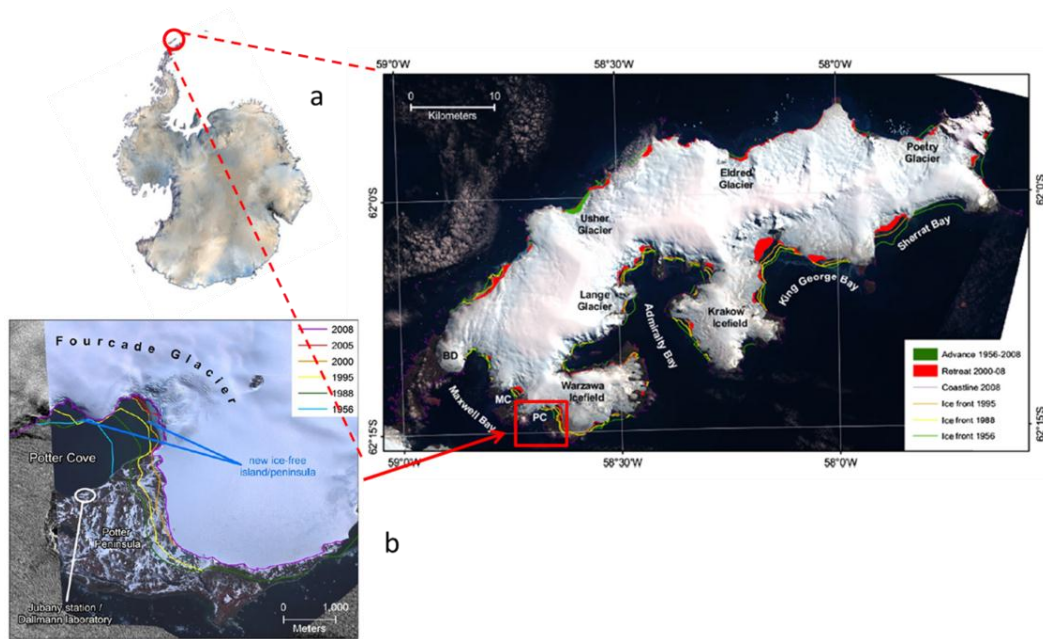 a
59°0'W
58°30'W
58°0'W
0
10
Kilometers
Poetry
Glacier
Eldred
Glacier
62°0'S
62°0'S
Usher
Glacier
Sherrat Bay
King George Bay
Lange
Glacier
Admiralty Bay
Krakow
Icefield
BD
Maxwell Bay
MC
PC
Warzawa
Icefield
Advance 1956-2008
Retreat 2000-08
Coastline 2008
Ice front 1995
Ice front 1988
Ice front 1956
62°15'S
62°15'S
59°0'W
58°30'W
58°0'W
Fourcade Glacier
2008
2005
2000
1995
1988
1956
Potter Cove
new ice-free
island/peninsula
Potter
Peninsula
Jubany station /
Dallmann laboratory
0
1,000
Meters
b